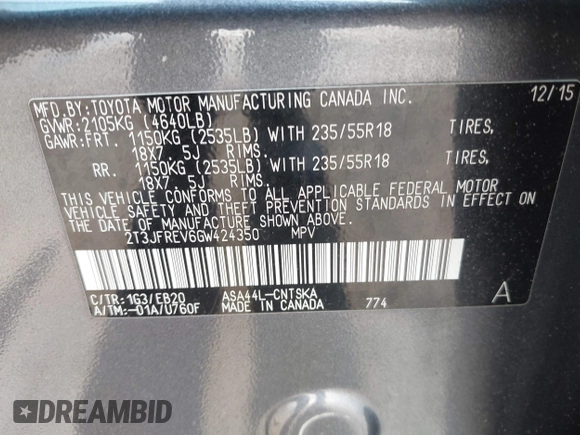 MFD.BY:TOYOTA MOTOR MANUFACTURING CANADA INC. 12/15
GVWR:2105KG (4640LB)
GAWR:FRT. 1150KG (2535LB) WITH 235/55R18 TIRES,
18X7 5J RIMS.
RR. 1150KG (2535LB) WITH 235/55R18 TIRES,
18X7 5J RIMS.
THIS VEHICLE CONFORMS TO ALL APPLICABLE FEDERAL MOTOR
VEHICLE SAFETY AND THEFT PREVENTION STANDARDS IN EFFECT ON
THE DATE OF MANUFACTURE SHOWN ABOVE.
2T3JFREV6GW424350 MPV
C/TR:1G3/EB20 ASA44L-CNTSKA
A/TM:-01A/U760F MADE IN CANADA 774 A
DREAMBID